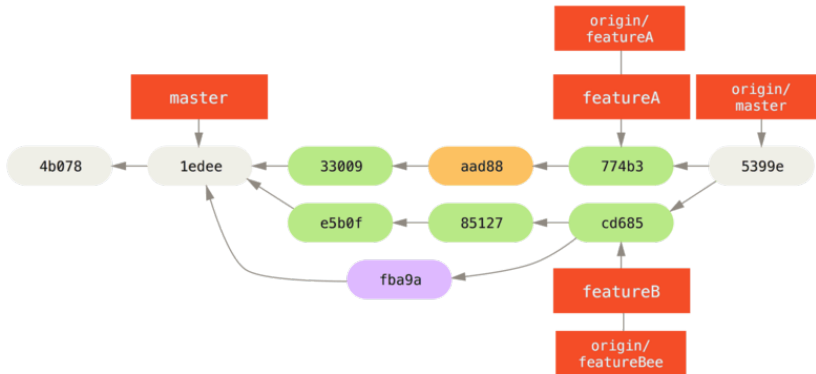 origin/
featureA
master
featureA
origin/
master
4b078
1edee
33009
aad88
774b3
5399e
e5b0f
85127
cd685
fba9a
featureB
origin/
featureBee